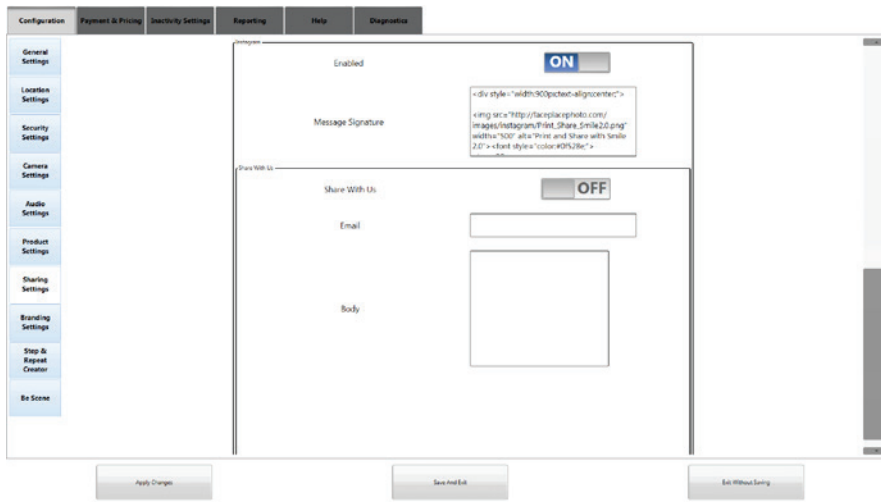 Configuration
Payment & Pricing
Inactivity Settings
Reporting
Help
Diagnostics
General
Settings
Location
Settings
Security
Settings
Camera
Settings
Audio
Settings
Product
Settings
Sharing
Settings
Branding
Settings
Step &
Repeat
Creator
Be Scene
Instagram
Enabled
ON
Message Signature
<div style="width:900px;text-align:center;">
<img src="http://faceplacephoto.com/
images/instagram/Print_Share_Smile2.0.png"
width="500" alt="Print and Share with Smile
2.0"> <font style="color:#0f528e;">
Share With Us
Share With Us
OFF
Email
Body
Apply Changes
Save And Exit
Exit Without Saving